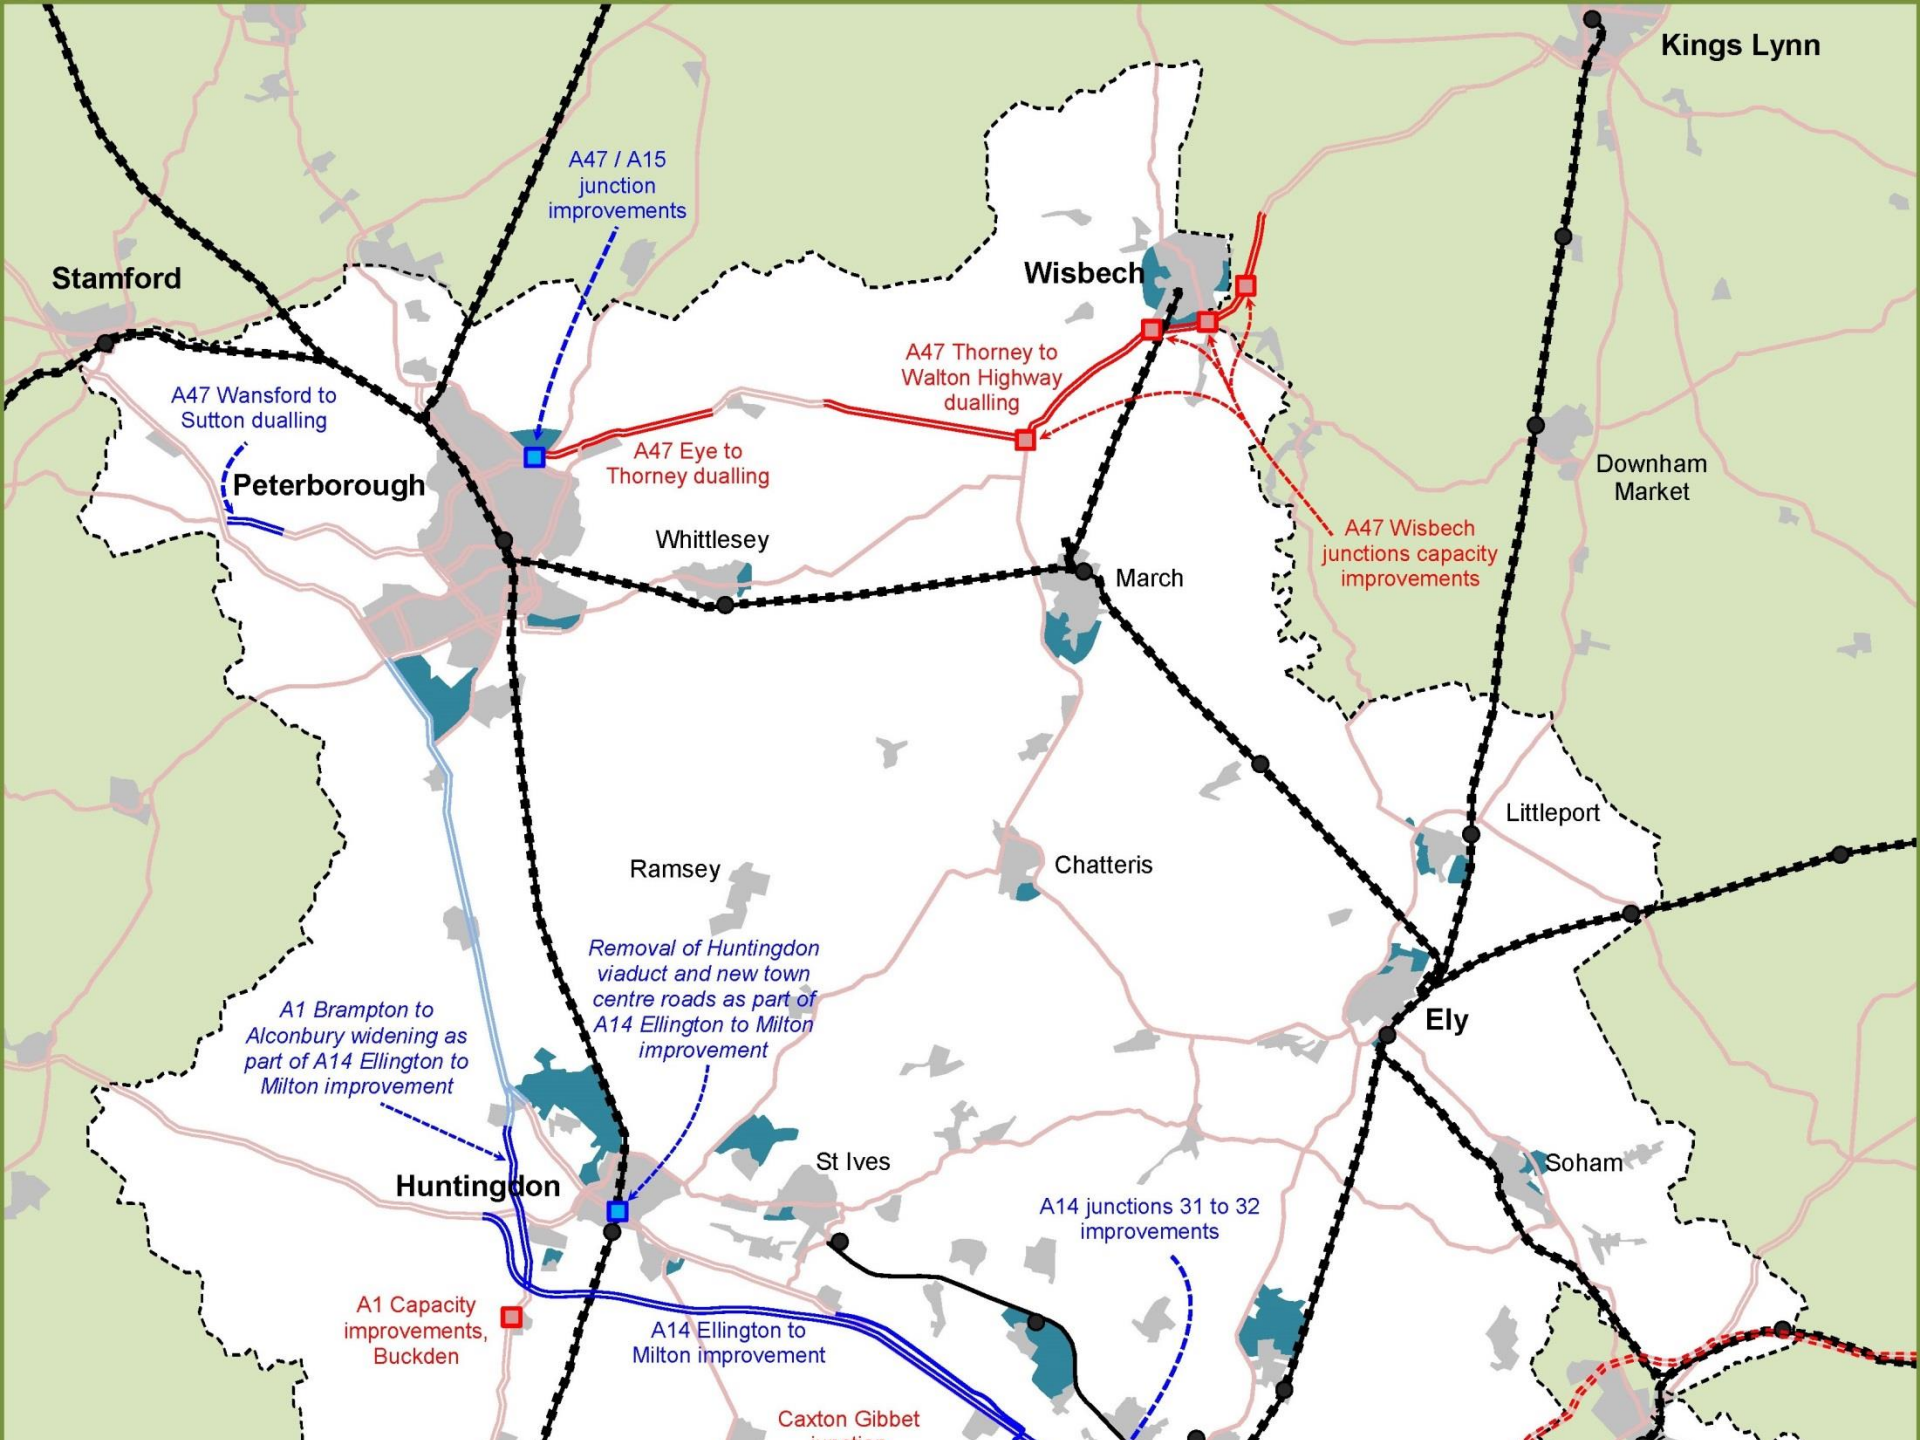 Kings Lynn
A47 / A15
junction
improvements
Stamford
Wisbech
A47 Thorney to
Walton Highway
dualling
A47 Wansford to
Sutton dualling
Peterborough
A47 Eye to
Thorney dualling
Downham
Market
Whittlesey
March
A47 Wisbech
junctions capacity
improvements
Littleport
Ramsey
Chatteris
Removal of Huntingdon
viaduct and new town
centre roads as part of
A14 Ellington to Milton
improvement
A1 Brampton to
Alconbury widening as
part of A14 Ellington to
Milton improvement
Ely
St Ives
Soham
Huntingdon
A14 junctions 31 to 32
improvements
A1 Capacity
improvements,
Buckden
A14 Ellington to
Milton improvement
Caxton Gibbet
junction